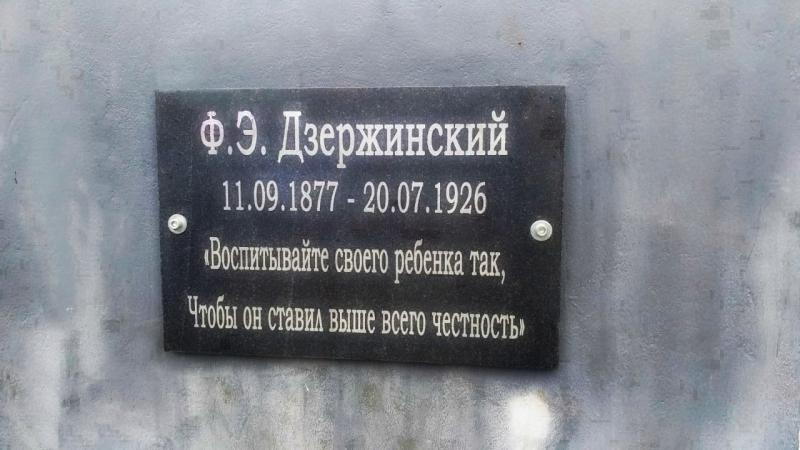 Ф.Э. Дзержинский
11.09.1877 - 20.07.1926
«Воспитывайте своего ребенка так,
Чтобы он ставил выше всего честность»